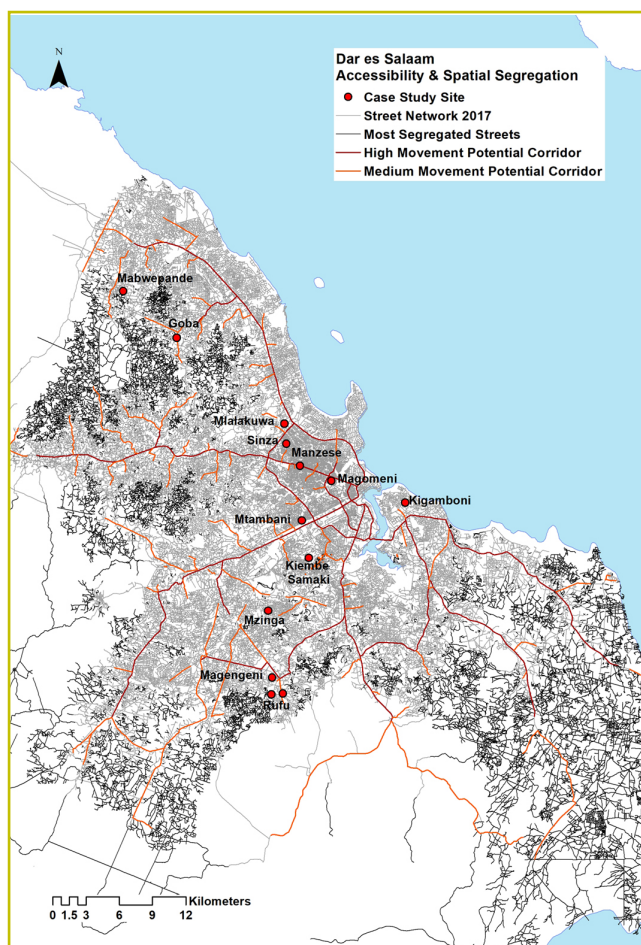 N
Dar es Salaam
Accessibility & Spatial Segregation
Case Study Site
Street Network 2017
Most Segregated Streets
High Movement Potential Corridor
Medium Movement Potential Corridor
Mabwepande
Goba
Mlalakuwa
Sinza
Manzese
Magomeni
Kigamboni
Mtambani
Kiembe
Samaki
Mzinga
Magengeni
Rufu
Kilometers
0 1.5 3 6 9 12